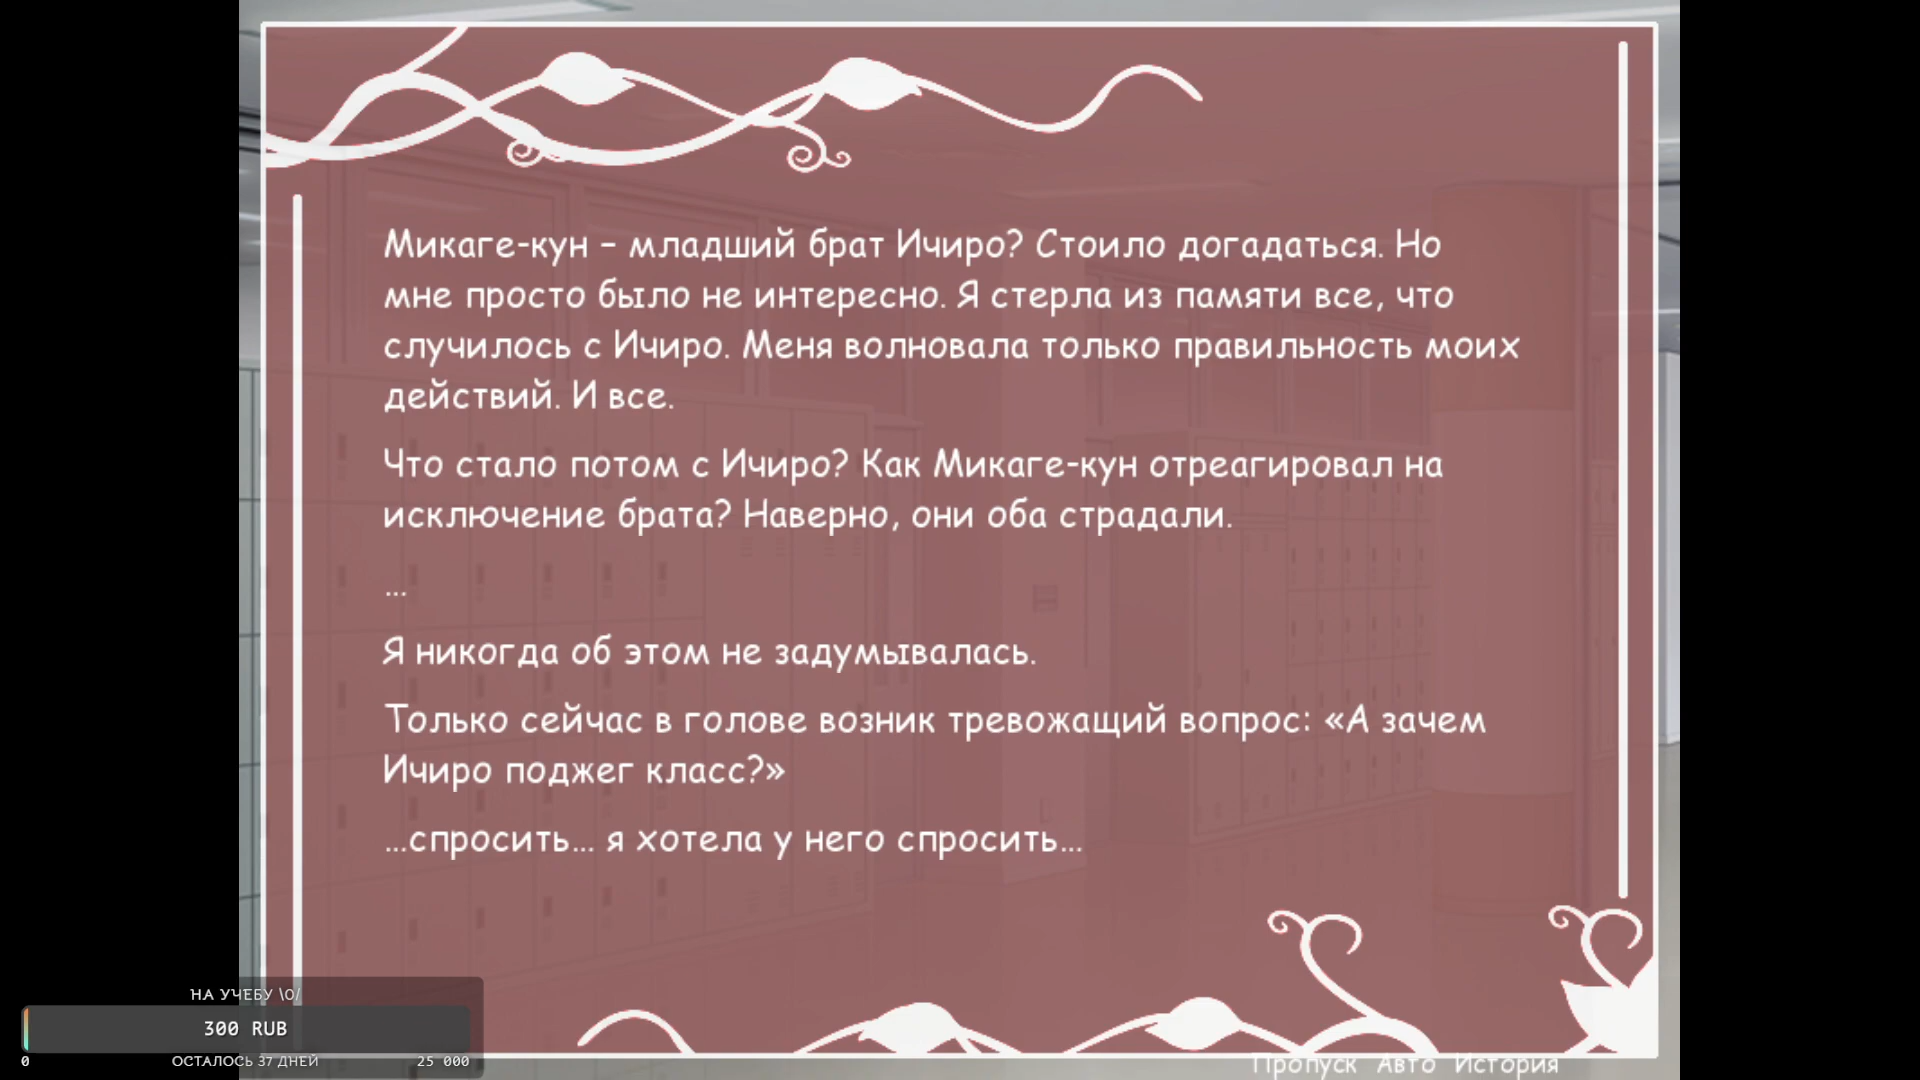 Микаге-кун – младший брат Ичиро? Стоило догадаться. Но
мне просто было не интересно. Я стерла из памяти все, что
случилось с Ичиро. Меня волновала только правильность моих
действий. И все.
Что стало потом с Ичиро? Как Микаге-кун отреагировал на
исключение брата? Наверно, они оба страдали.
...
Я никогда об этом не задумывалась.
Только сейчас в голове возник тревожащий вопрос: «А зачем
Ичиро поджег класс?»
...спросить... я хотела у него спросить...
НА УЧЕБУ \О/
300 RUB
0 ОСТАЛОСЬ 37 ДНЕЙ 25 000
Пропуск Авто История